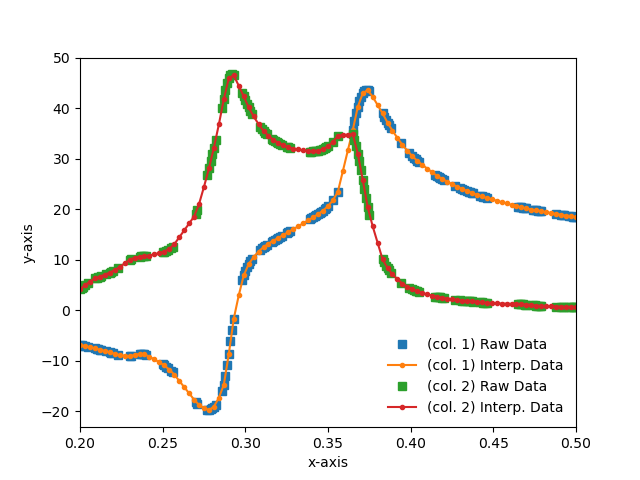 50
40
30
20
10
0
−10
−20
y-axis
0.20 0.25 0.30 0.35 0.40 0.45 0.50
x-axis
(col. 1) Raw Data
(col. 1) Interp. Data
(col. 2) Raw Data
(col. 2) Interp. Data